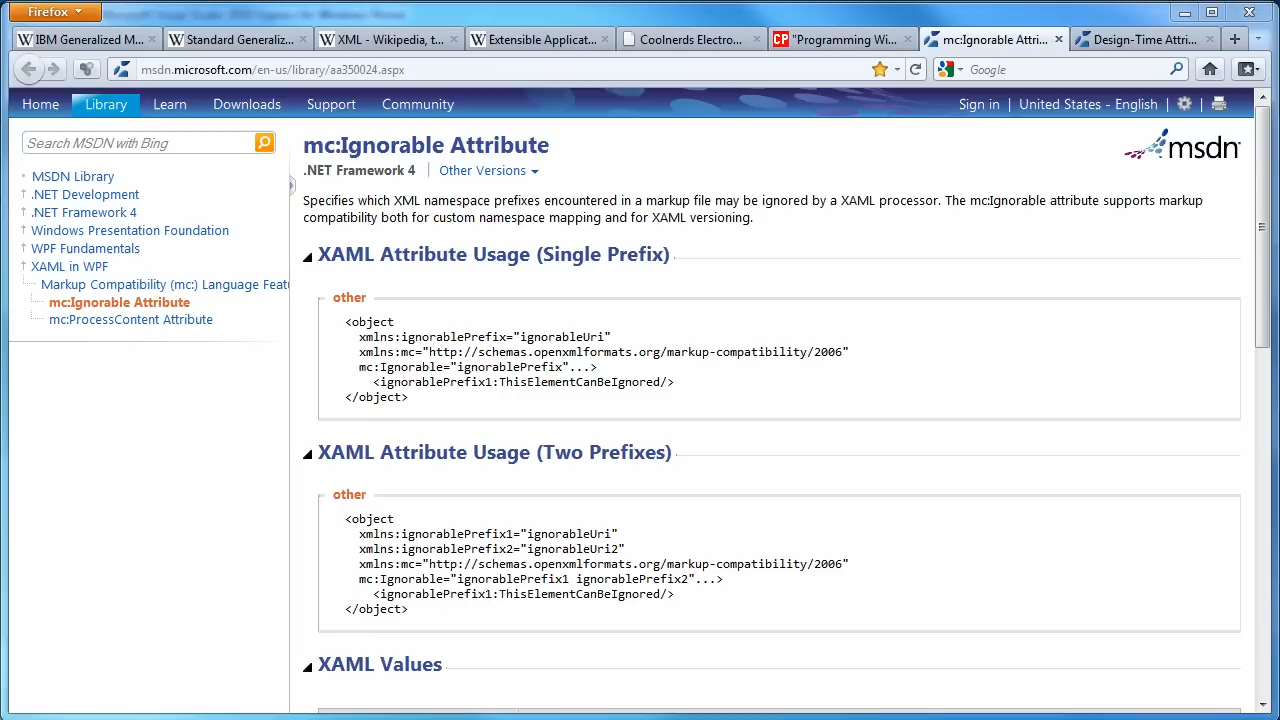 Firefox
IBM Generalized M...
Standard Generaliz...
XML - Wikipedia, t...
Extensible Applicat...
Coolnerds Electro...
CP "Programming Wi...
mc:Ignorable Attri...
Design-Time Attri...
msdn.microsoft.com/en-us/library/aa350024.aspx
Google
Home Library Learn Downloads Support Community
Sign in | United States - English
Search MSDN with Bing
MSDN Library
.NET Development
.NET Framework 4
Windows Presentation Foundation
WPF Fundamentals
XAML in WPF
Markup Compatibility (mc:) Language Feat
mc:Ignorable Attribute
mc:ProcessContent Attribute
mc:Ignorable Attribute
msdn
.NET Framework 4 | Other Versions
Specifies which XML namespace prefixes encountered in a markup file may be ignored by a XAML processor. The mc:Ignorable attribute supports markup
compatibility both for custom namespace mapping and for XAML versioning.
XAML Attribute Usage (Single Prefix)
other
<object
xmlns:ignorablePrefix="ignorableUri"
xmlns:mc="http://schemas.openxmlformats.org/markup-compatibility/2006"
mc:Ignorable="ignorablePrefix"...>
<ignorablePrefix1:ThisElementCanBeIgnored/>
</object>
XAML Attribute Usage (Two Prefixes)
other
<object
xmlns:ignorablePrefix1="ignorableUri"
xmlns:ignorablePrefix2="ignorableUri2"
xmlns:mc="http://schemas.openxmlformats.org/markup-compatibility/2006"
mc:Ignorable="ignorablePrefix1 ignorablePrefix2"...>
<ignorablePrefix1:ThisElementCanBeIgnored/>
</object>
XAML Values